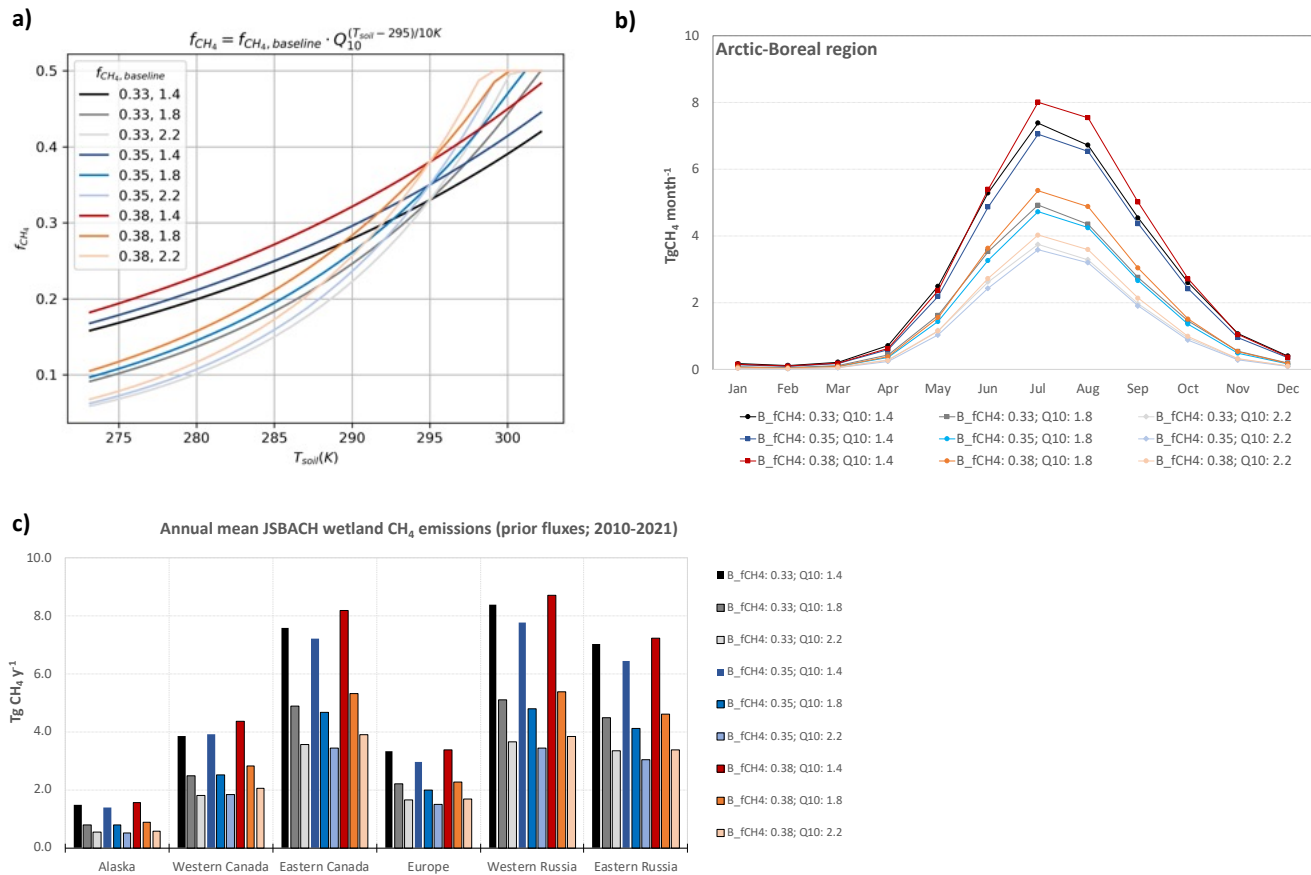 a)
f_CH4 = f_CH4, baseline · Q_10^(T_soil − 295)/10K
0.5
0.4
0.3
0.2
0.1
f_CH4
f_CH4, baseline
0.33, 1.4
0.33, 1.8
0.33, 2.2
0.35, 1.4
0.35, 1.8
0.35, 2.2
0.38, 1.4
0.38, 1.8
0.38, 2.2
275 280 285 290 295 300
T_soil(K)
b)
Arctic-Boreal region
TgCH₄ month⁻¹
10
8
6
4
2
0
Jan Feb Mar Apr May Jun Jul Aug Sep Oct Nov Dec
B_fCH4: 0.33; Q10: 1.4 B_fCH4: 0.33; Q10: 1.8 B_fCH4: 0.33; Q10: 2.2
B_fCH4: 0.35; Q10: 1.4 B_fCH4: 0.35; Q10: 1.8 B_fCH4: 0.35; Q10: 2.2
B_fCH4: 0.38; Q10: 1.4 B_fCH4: 0.38; Q10: 1.8 B_fCH4: 0.38; Q10: 2.2
c)
Annual mean JSBACH wetland CH₄ emissions (prior fluxes; 2010-2021)
Tg CH₄ y⁻¹
10.0
8.0
6.0
4.0
2.0
0.0
Alaska Western Canada Eastern Canada Europe Western Russia Eastern Russia
B_fCH4: 0.33; Q10: 1.4
B_fCH4: 0.33; Q10: 1.8
B_fCH4: 0.33; Q10: 2.2
B_fCH4: 0.35; Q10: 1.4
B_fCH4: 0.35; Q10: 1.8
B_fCH4: 0.35; Q10: 2.2
B_fCH4: 0.38; Q10: 1.4
B_fCH4: 0.38; Q10: 1.8
B_fCH4: 0.38; Q10: 2.2